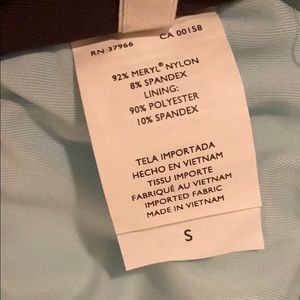 RN 37966 CA 00158
92% MERYL® NYLON
8% SPANDEX
LINING:
90% POLYESTER
10% SPANDEX
TELA IMPORTADA
HECHO EN VIETNAM
TISSU IMPORTE
FABRIQUÉ AU VIETNAM
IMPORTED FABRIC
MADE IN VIETNAM
S